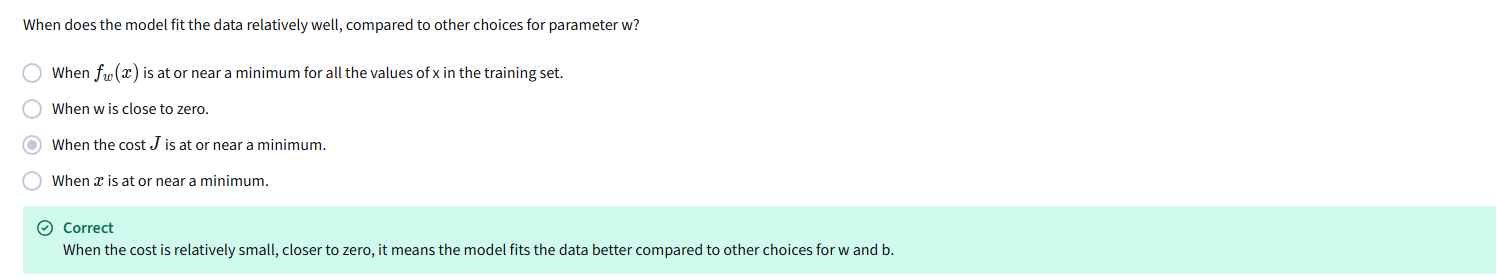 When does the model fit the data relatively well, compared to other choices for parameter w?
When f_w(x) is at or near a minimum for all the values of x in the training set.
When w is close to zero.
When the cost J is at or near a minimum.
When x is at or near a minimum.
Correct
When the cost is relatively small, closer to zero, it means the model fits the data better compared to other choices for w and b.